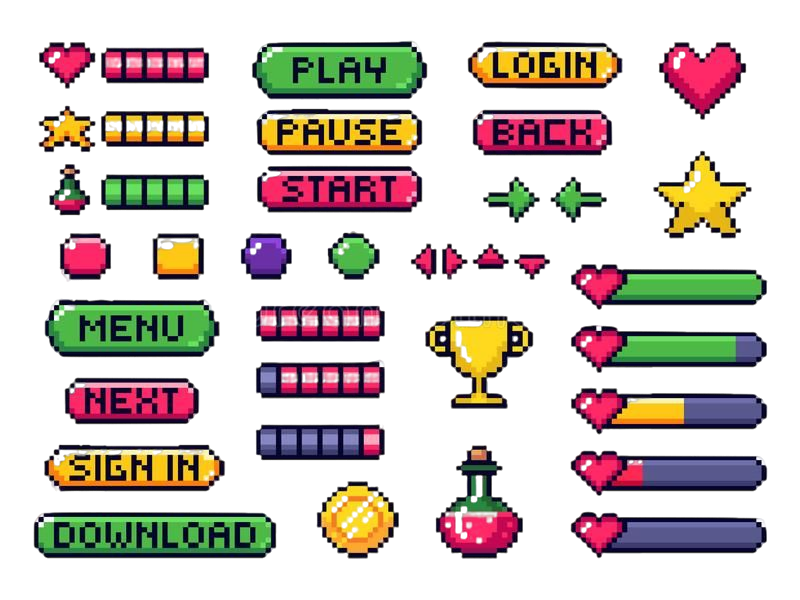 PLAY
LOGIN
PAUSE
BACK
START
MENU
NEXT
SIGN IN
DOWNLOAD